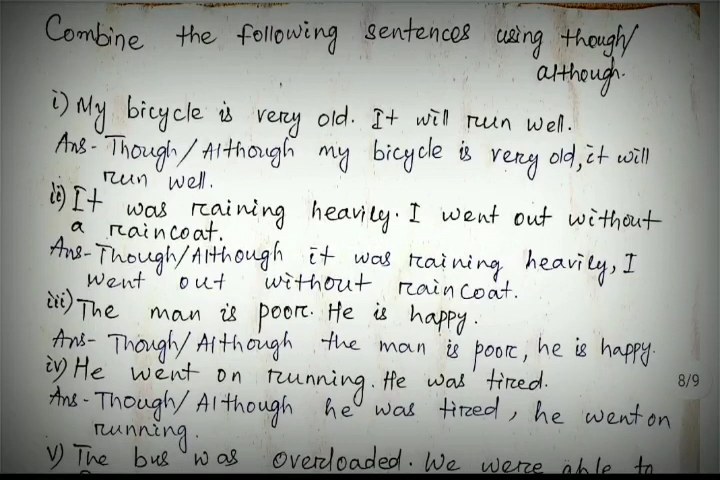 Combine the following sentences using though/
although.
i) My bicycle is very old. It will run well.
Ans- Though/Although my bicycle is very old, it will
run well.
ii) It was raining heavily. I went out without
a raincoat.
Ans- Though/Although it was raining heavily, I
went out without raincoat.
iii) The man is poor. He is happy.
Ans- Though/Although the man is poor, he is happy.
iv) He went on running. He was tired.
8/9
Ans- Though/Although he was tired, he went on
running.
v) The bus was overloaded. We were able to